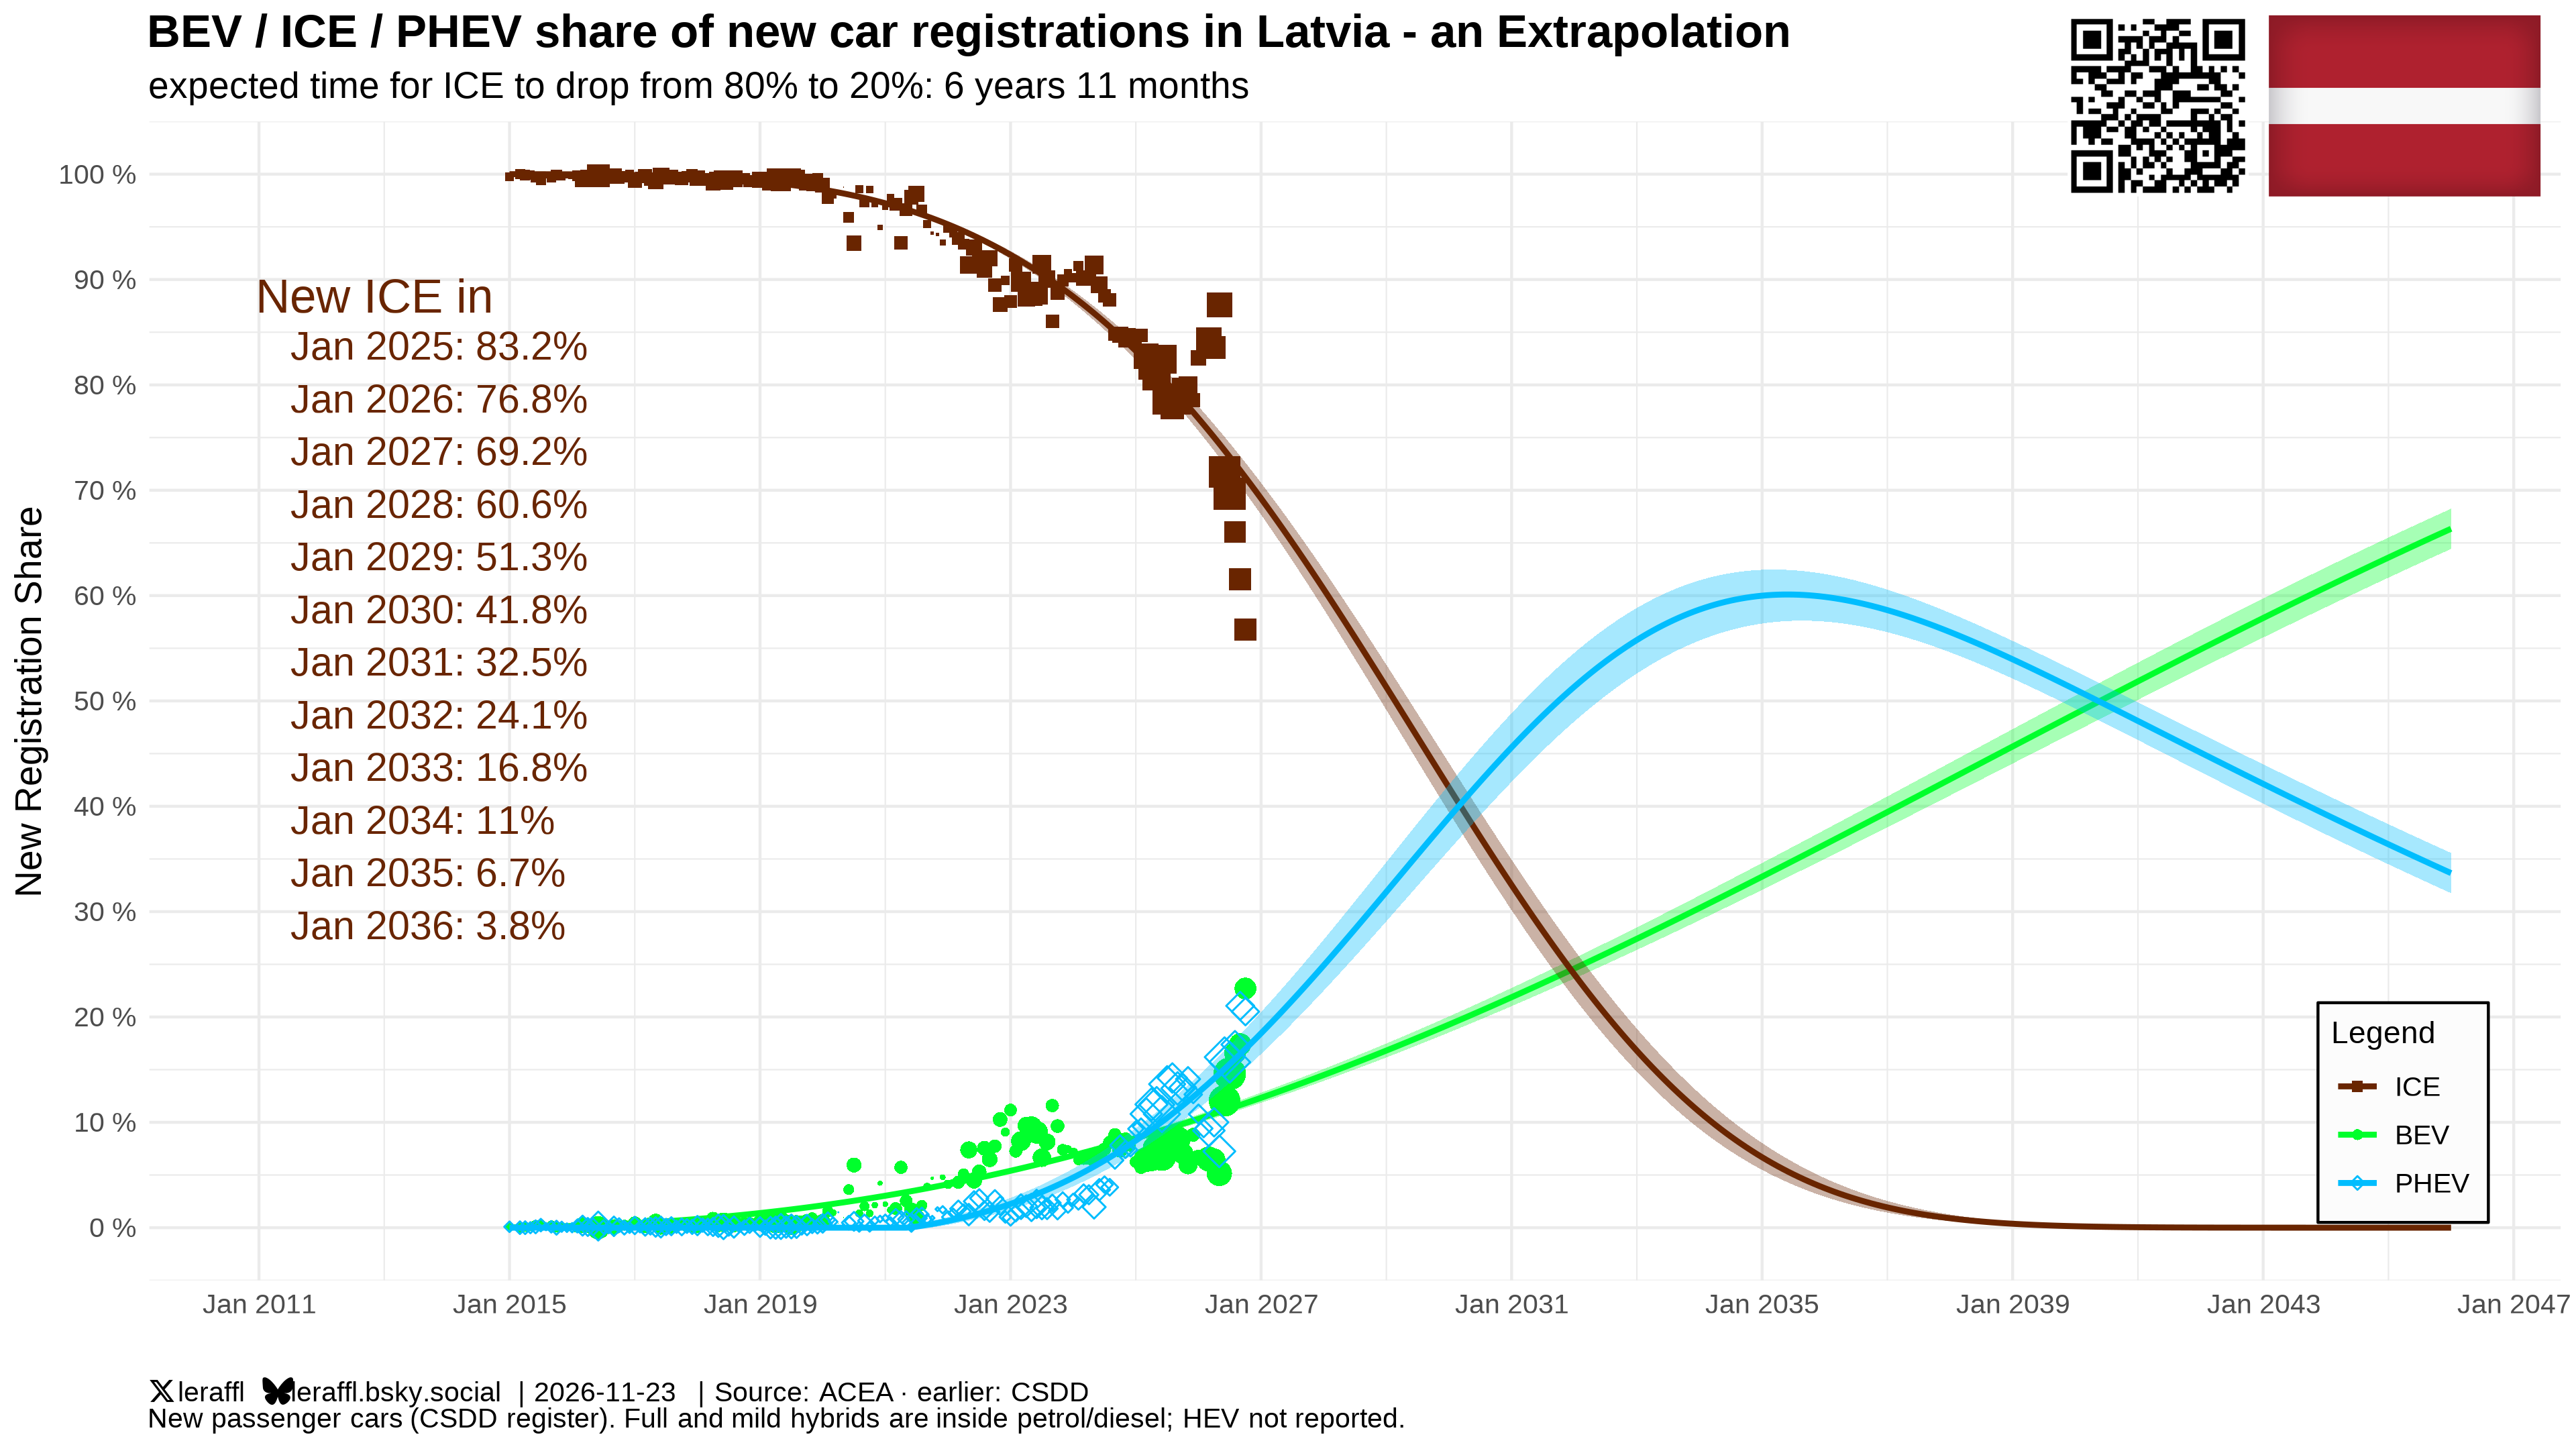 BEV / ICE / PHEV share of new car registrations in Latvia - an Extrapolation
expected time for ICE to drop from 80% to 20%: 6 years 11 months
New Registration Share
100 %
90 %
80 %
70 %
60 %
50 %
40 %
30 %
20 %
10 %
0 %
New ICE in
Jan 2025: 83.2%
Jan 2026: 76.8%
Jan 2027: 69.2%
Jan 2028: 60.6%
Jan 2029: 51.3%
Jan 2030: 41.8%
Jan 2031: 32.5%
Jan 2032: 24.1%
Jan 2033: 16.8%
Jan 2034: 11%
Jan 2035: 6.7%
Jan 2036: 3.8%
Legend
ICE
BEV
PHEV
Jan 2011
Jan 2015
Jan 2019
Jan 2023
Jan 2027
Jan 2031
Jan 2035
Jan 2039
Jan 2043
Jan 2047
leraffl leraffl.bsky.social | 2026-11-23 | Source: ACEA · earlier: CSDD
New passenger cars (CSDD register). Full and mild hybrids are inside petrol/diesel; HEV not reported.